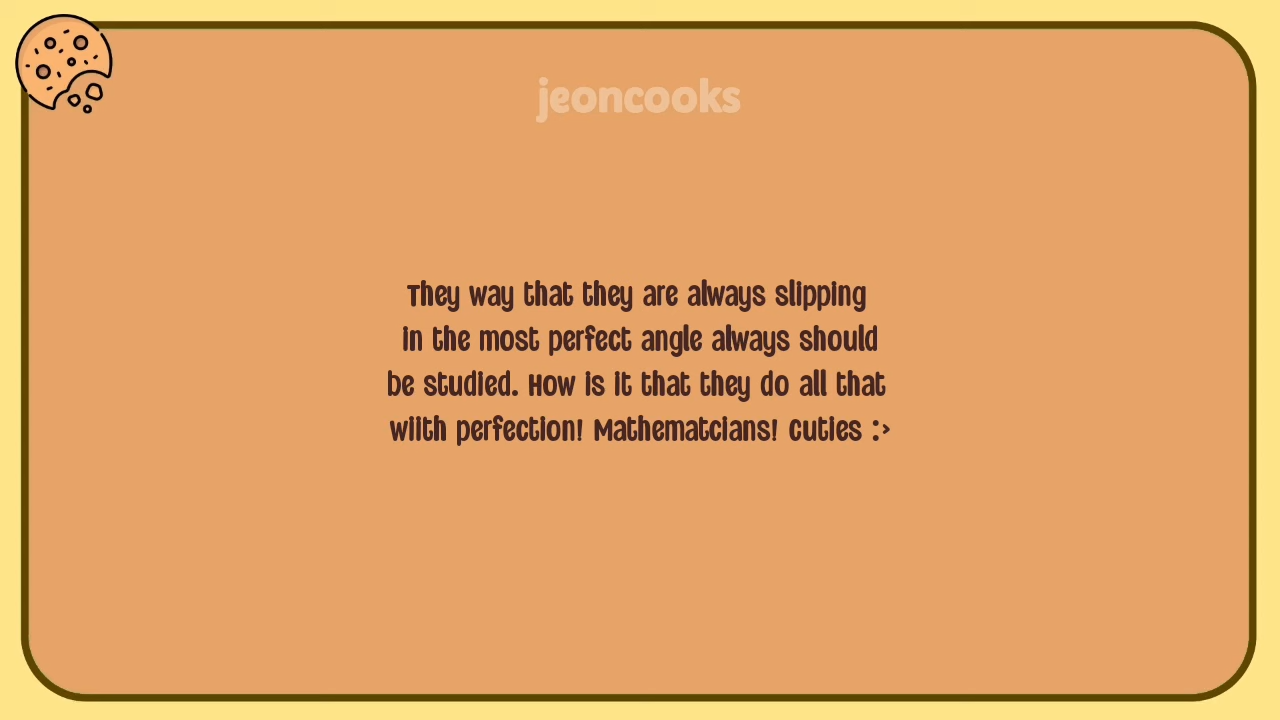 jeoncooks
They way that they are always slipping
in the most perfect angle always should
be studied. How is it that they do all that
wiith perfection! Mathematcians! Cuties :>